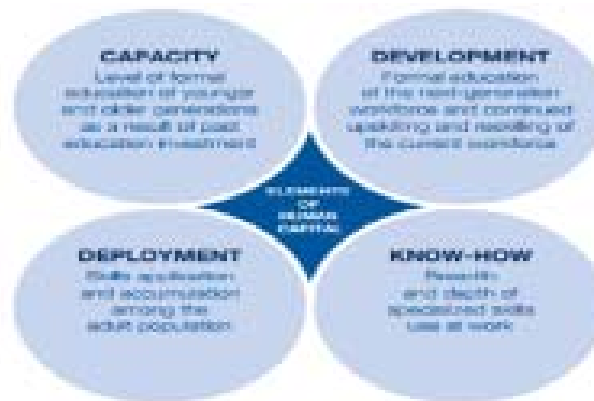 CAPACITY
Level of formal
education of younger
and older generations
as a result of past
education investment
DEVELOPMENT
Formal education
of the next-generation
workforce and continued
upskilling and reskilling of
the current workforce
ELEMENTS
OF
HUMAN
CAPITAL
DEPLOYMENT
Skills application
and accumulation
among the
adult population
KNOW-HOW
Breadth
and depth of
specialized skills
use at work